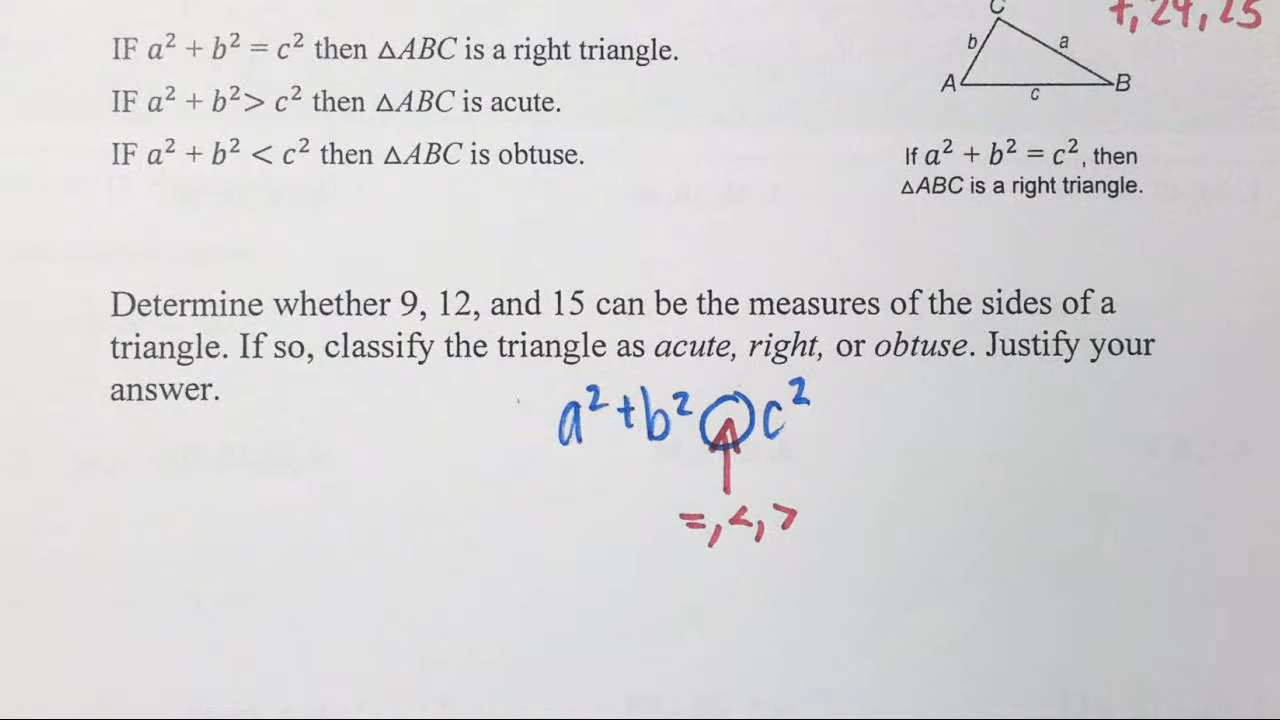 7, 24, 25
C
b a
A B
c
IF a² + b² = c² then △ABC is a right triangle.
IF a² + b²> c² then △ABC is acute.
IF a² + b² < c² then △ABC is obtuse.
If a² + b² = c², then
△ABC is a right triangle.
Determine whether 9, 12, and 15 can be the measures of the sides of a
triangle. If so, classify the triangle as acute, right, or obtuse. Justify your
answer.
a²+b² ◯ c²
=, <, >